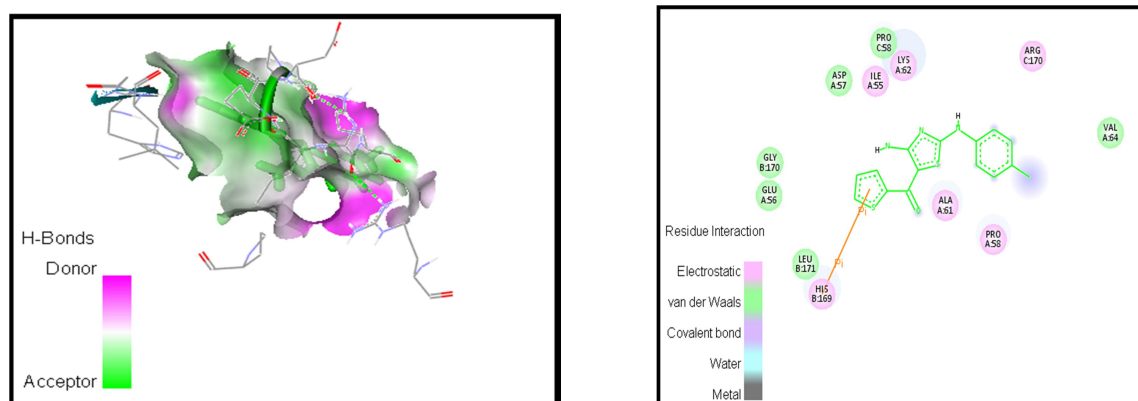 H-Bonds
Donor
Acceptor
PRO
C:58
LYS
A:62
ARG
C:170
ASP
A:57
ILE
A:55
VAL
A:64
H
N
N
H
N
GLY
B:170
GLU
A:56
ALA
A:61
PRO
A:58
Pi
Pi
LEU
B:171
HIS
B:169
Residue Interaction
Electrostatic
van der Waals
Covalent bond
Water
Metal